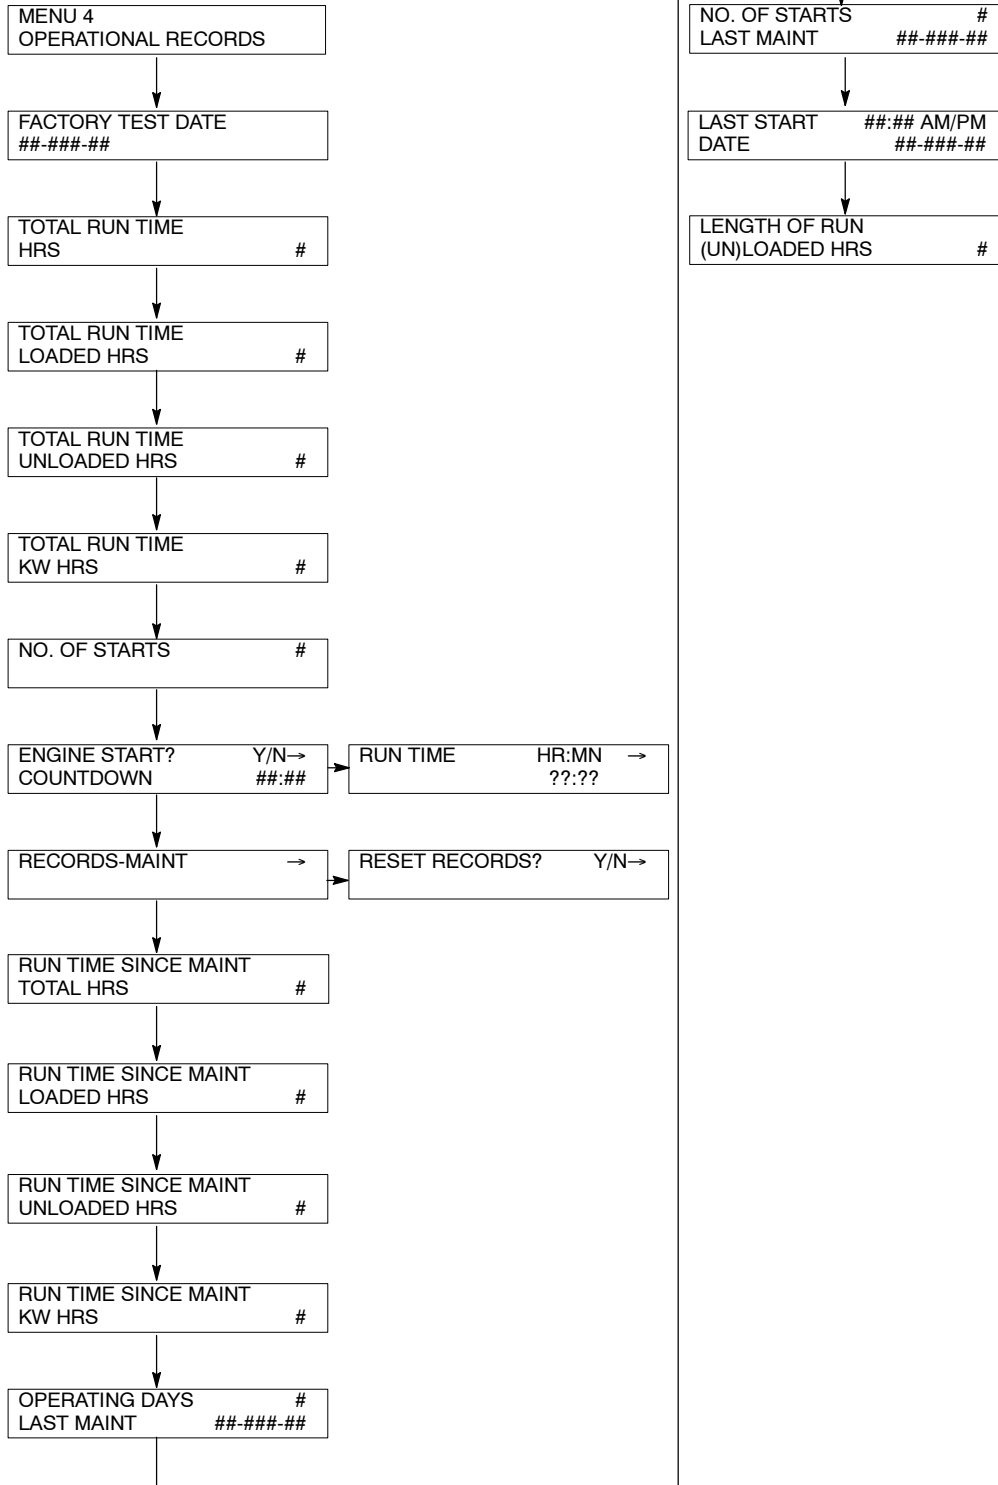 MENU 4
OPERATIONAL RECORDS
FACTORY TEST DATE
##-###-##
TOTAL RUN TIME
HRS #
TOTAL RUN TIME
LOADED HRS #
TOTAL RUN TIME
UNLOADED HRS #
TOTAL RUN TIME
KW HRS #
NO. OF STARTS #
ENGINE START? Y/N→
COUNTDOWN ##:##
RUN TIME HR:MN →
??:??
RECORDS-MAINT →
RESET RECORDS? Y/N→
RUN TIME SINCE MAINT
TOTAL HRS #
RUN TIME SINCE MAINT
LOADED HRS #
RUN TIME SINCE MAINT
UNLOADED HRS #
RUN TIME SINCE MAINT
KW HRS #
OPERATING DAYS #
LAST MAINT ##-###-##
NO. OF STARTS #
LAST MAINT ##-###-##
LAST START ##:## AM/PM
DATE ##-###-##
LENGTH OF RUN
(UN)LOADED HRS #